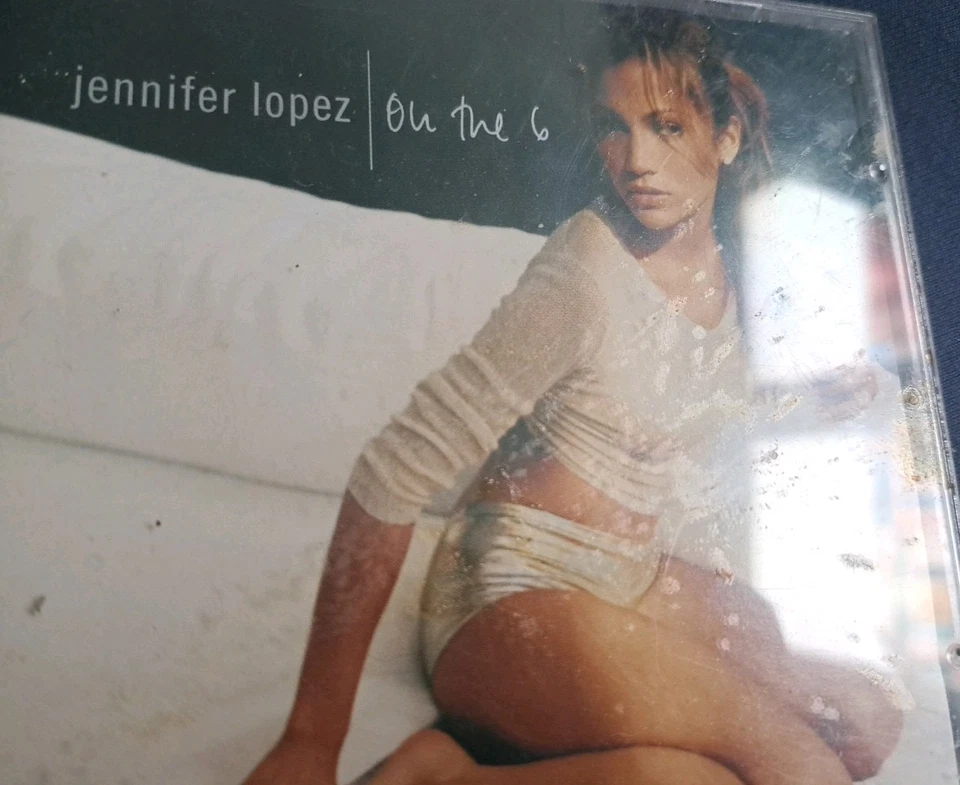 jennifer lopez | On the 6